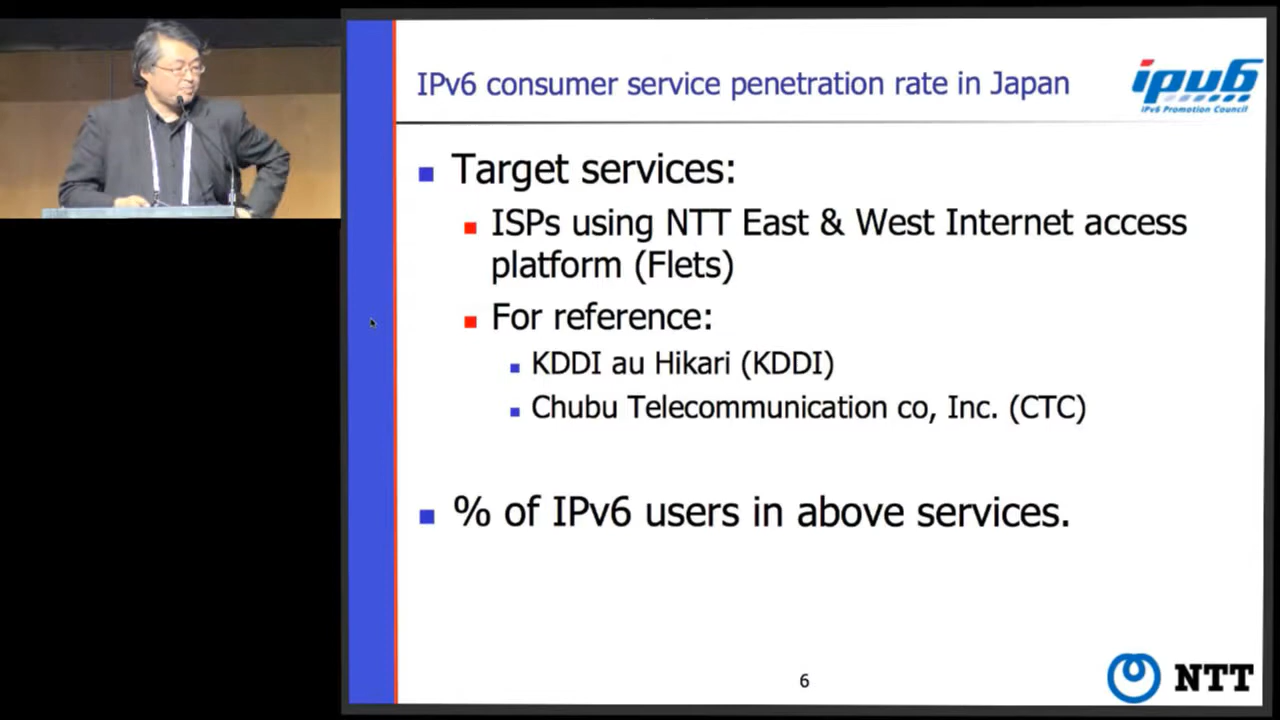 IPv6 consumer service penetration rate in Japan
ipv6
IPv6 Promotion Council
Target services:
ISPs using NTT East & West Internet access
platform (Flets)
For reference:
KDDI au Hikari (KDDI)
Chubu Telecommunication co, Inc. (CTC)
% of IPv6 users in above services.
6
NTT